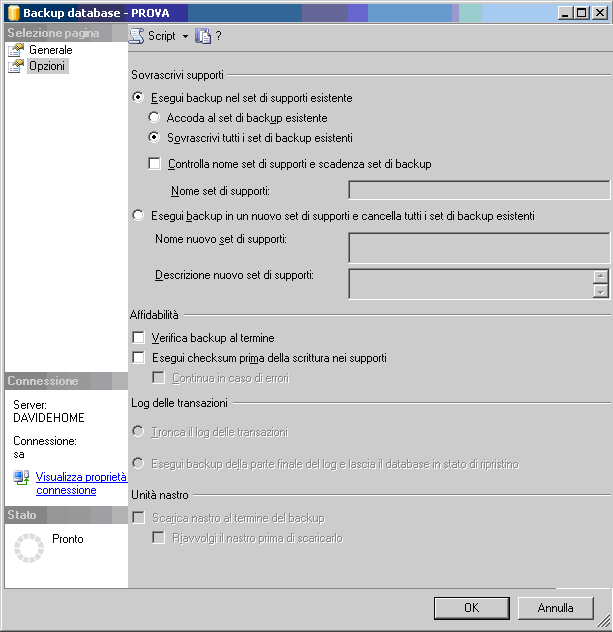 Backup database - PROVA
Selezione pagina
Generale
Opzioni
Script
?
Sovrascrivi supporti
Esegui backup nel set di supporti esistente
Accoda al set di backup esistente
Sovrascrivi tutti i set di backup esistenti
Controlla nome set di supporti e scadenza set di backup
Nome set di supporti:
Esegui backup in un nuovo set di supporti e cancella tutti i set di backup esistenti
Nome nuovo set di supporti:
Descrizione nuovo set di supporti:
Affidabilità
Verifica backup al termine
Esegui checksum prima della scrittura nei supporti
Continua in caso di errori
Log delle transazioni
Tronca il log delle transazioni
Esegui backup della parte finale del log e lascia il database in stato di ripristino
Unità nastro
Scarica nastro al termine del backup
Riavvolgi il nastro prima di scaricarlo
Connessione
Server:
DAVIDEHOME
Connessione:
sa
Visualizza proprietà
connessione
Stato
Pronto
OK
Annulla